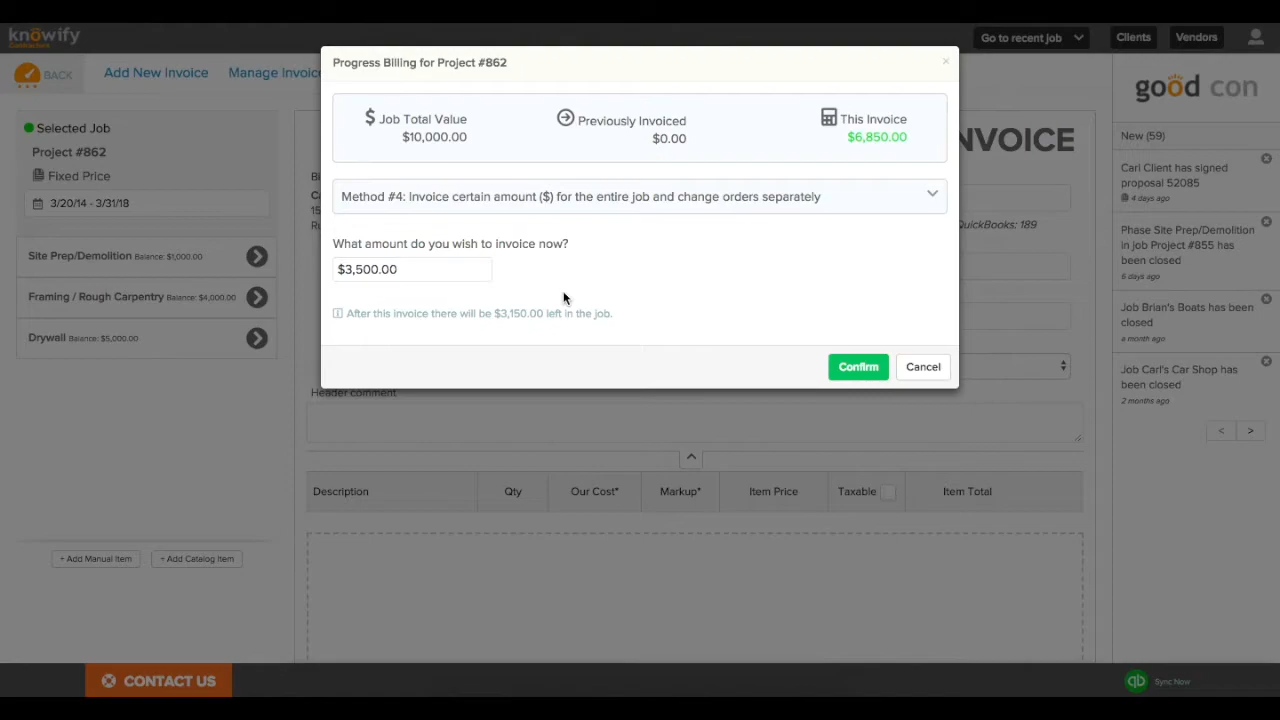 knowify
Contractors
Go to recent job
Clients
Vendors
BACK
Add New Invoice
Manage Invoic
Selected Job
Project #862
Fixed Price
3/20/14 - 3/31/18
Site Prep/Demolition Balance: $1,000.00
Framing / Rough Carpentry Balance: $4,000.00
Drywall Balance: $5,000.00
+ Add Manual Item
+ Add Catalog Item
Progress Billing for Project #862
×
$ Job Total Value
$10,000.00
Previously Invoiced
$0.00
This Invoice
$6,850.00
Method #4: Invoice certain amount ($) for the entire job and change orders separately
What amount do you wish to invoice now?
$3,500.00
After this invoice there will be $3,150.00 left in the job.
Confirm
Cancel
NVOICE
QuickBooks: 189
Header comment
Description
Qty
Our Cost*
Markup*
Item Price
Taxable
Item Total
good con
New (59)
Carl Client has signed
proposal 52085
4 days ago
Phase Site Prep/Demolition
in job Project #855 has
been closed
6 days ago
Job Brian's Boats has been
closed
a month ago
Job Carl's Car Shop has
been closed
2 months ago
<
>
CONTACT US
qb
Sync Now